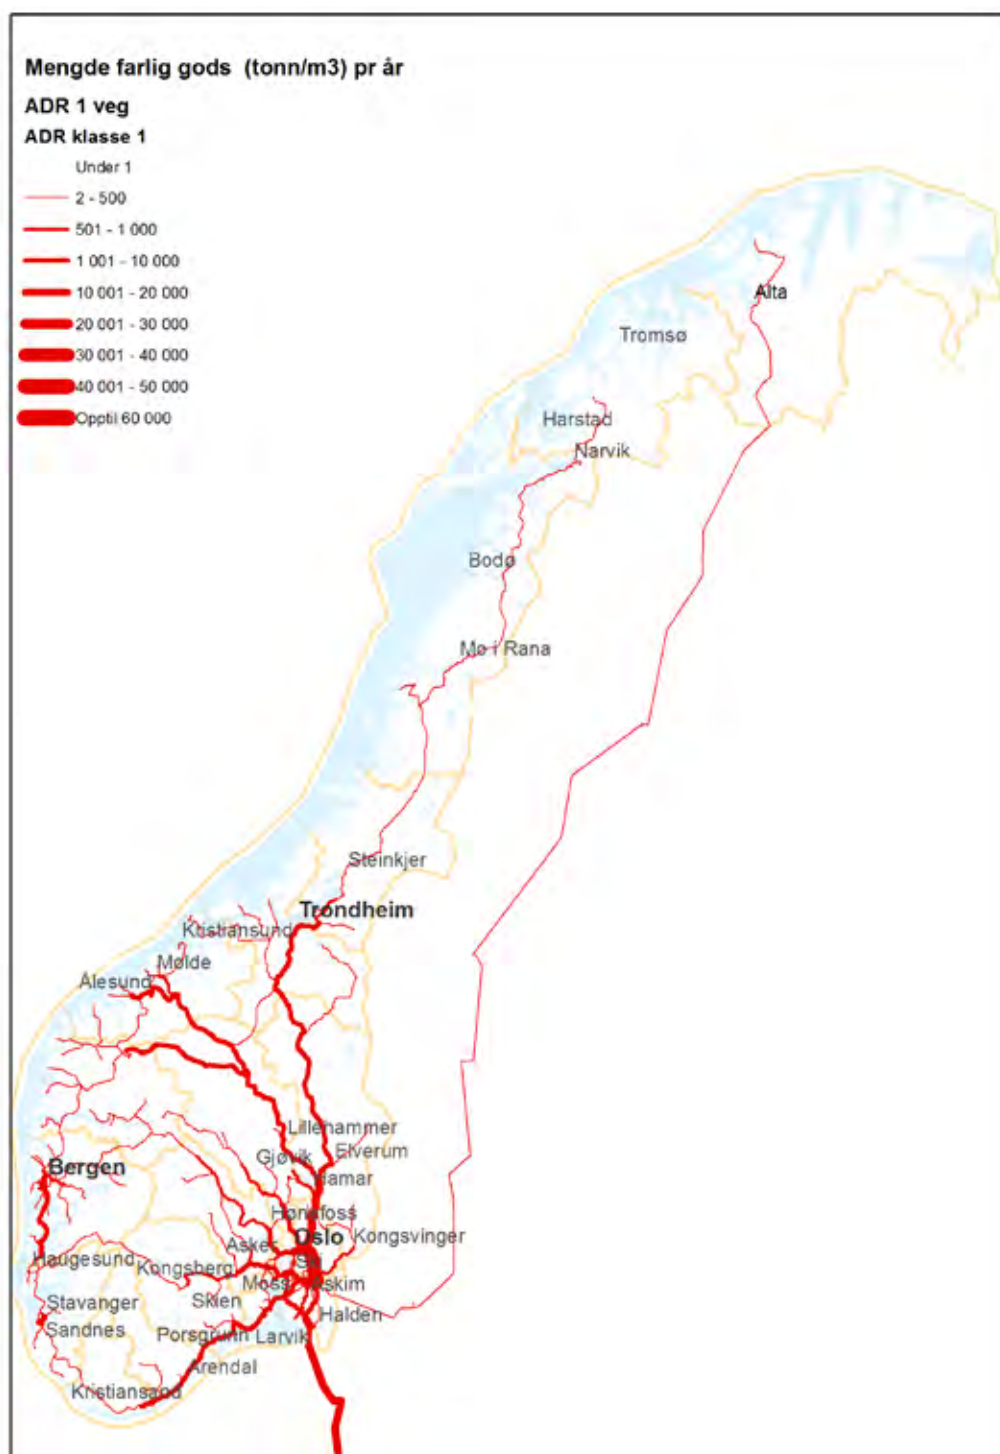 Mengde farlig gods (tonn/m3) pr år
ADR 1 veg
ADR klasse 1
Under 1
2 - 500
501 - 1 000
1 001 - 10 000
10 001 - 20 000
20 001 - 30 000
30 001 - 40 000
40 001 - 50 000
Opptil 60 000
Alta
Tromsø
Harstad
Narvik
Bodø
Mo i Rana
Steinkjer
Trondheim
Kristiansund
Molde
Ålesund
Lillehammer
Elverum
Gjøvik
Hamar
Bergen
Hønefoss
Oslo
Kongsvinger
Asker
Ski
Haugesund
Kongsberg
Moss
Askim
Skien
Stavanger
Halden
Sandnes
Porsgrunn
Larvik
Arendal
Kristiansand